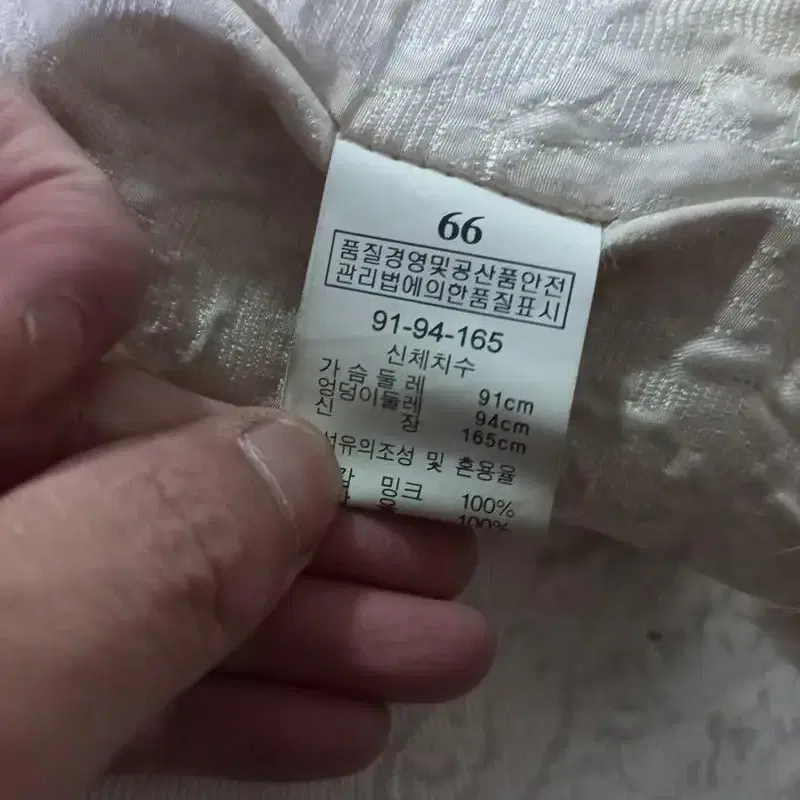 66
품질경영및공산품안전
관리법에의한품질표시
91-94-165
신체치수
가슴둘레 91cm
엉덩이둘레 94cm
신 장 165cm
섬유의조성 및 혼용율
밍크 100%
100%